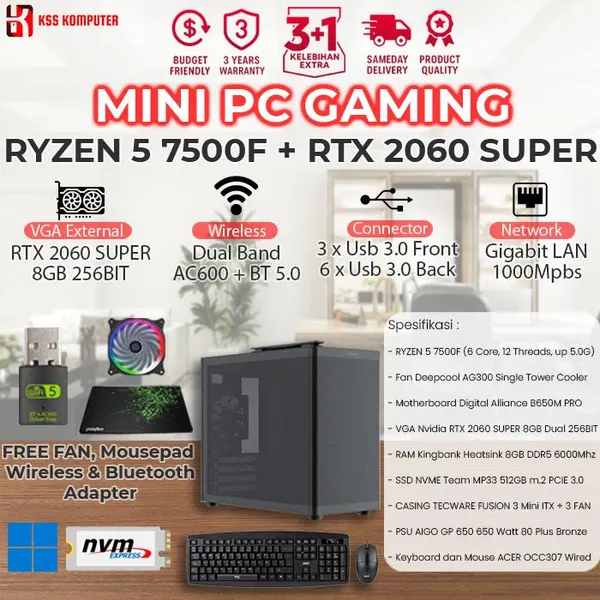 KSS KOMPUTER
BUDGET
FRIENDLY
3 YEARS
WARRANTY
3+1
KELEBIHAN
EXTRA
SAMEDAY
DELIVERY
PRODUCT
QUALITY
MINI PC GAMING
RYZEN 5 7500F + RTX 2060 SUPER
VGA External
RTX 2060 SUPER
8GB 256BIT
Wireless
Dual Band
AC600 + BT 5.0
Connector
3 x Usb 3.0 Front
6 x Usb 3.0 Back
Network
Gigabit LAN
1000Mpbs
Spesifikasi :
- RYZEN 5 7500F (6 Core, 12 Threads, up 5.0G)
- Fan Deepcool AG300 Single Tower Cooler
- Motherboard Digital Alliance B650M PRO
- VGA Nvidia RTX 2060 SUPER 8GB Dual 256BIT
- RAM Kingbank Heatsink 8GB DDR5 6000Mhz
- SSD NVME Team MP33 512GB m.2 PCIE 3.0
- CASING TECWARE FUSION 3 Mini ITX + 3 FAN
- PSU AIGO GP 650 650 Watt 80 Plus Bronze
- Keyboard dan Mouse ACER OCC307 Wired
5
BT + AC600
Driver Free
FREE FAN, Mousepad
Wireless & Bluetooth
Adapter
nvm
EXPRESS